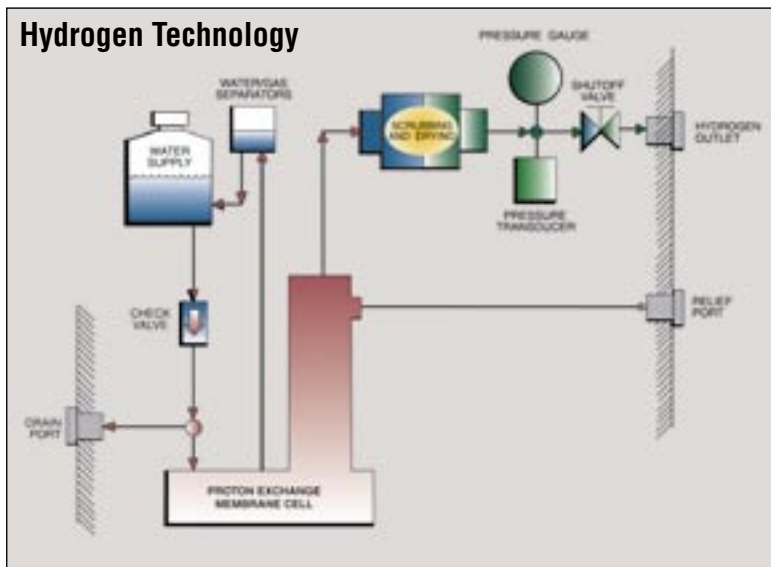 Hydrogen Technology
PRESSURE GAUGE
WATER/GAS
SEPARATORS
SHUTOFF
VALVE
WATER
SUPPLY
SCRUBBING
AND DRYING
HYDROGEN
OUTLET
PRESSURE
TRANSDUCER
CHECK
VALVE
RELIEF
PORT
DRAIN
PORT
PROTON EXCHANGE
MEMBRANE CELL